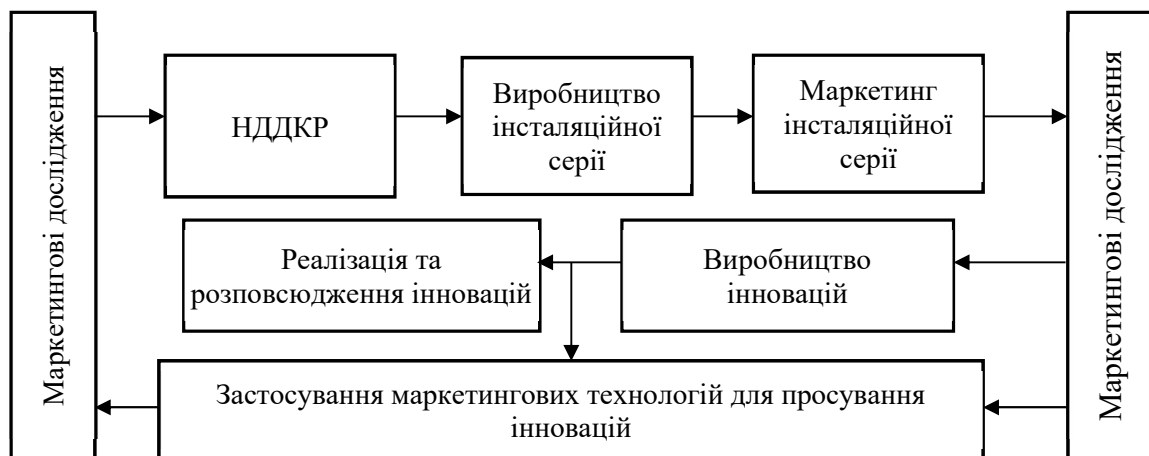 Маркетингові дослідження
НДДКР
Виробництво
інсталяційної
серії
Маркетинг
інсталяційної
серії
Маркетингові дослідження
Реалізація та
розповсюдження інновацій
Виробництво
інновацій
Застосування маркетингових технологій для просування
інновацій